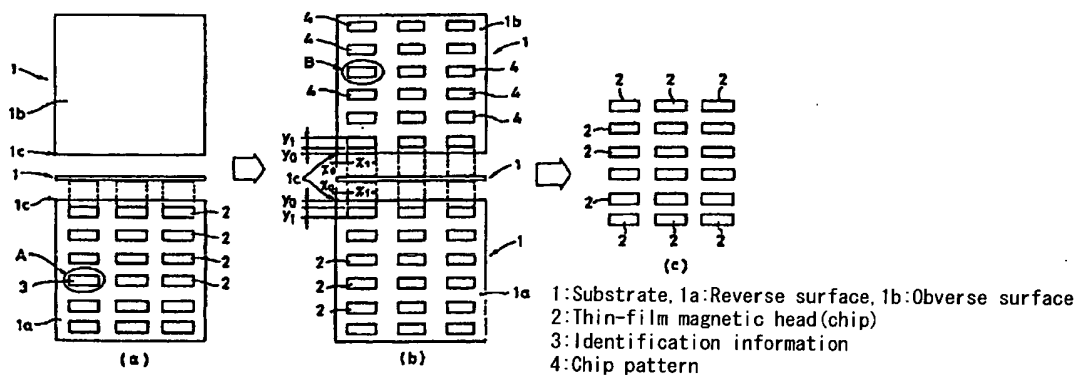 4 1b
4 1
B 4
4 4
4
1
1b
1c
y₁
y₀
x₀ x₁
1c
x₀ x₁
y₀
y₁
1
1
1c
2
2
A 2
3 2
1a
2
2
2
1
1a
2 2 2
2
2
2
2 2 2
(a)
(b)
(c)
1:Substrate,1a:Reverse surface,1b:Obverse surface
2:Thin-film magnetic head(chip)
3:Identification information
4:Chip pattern